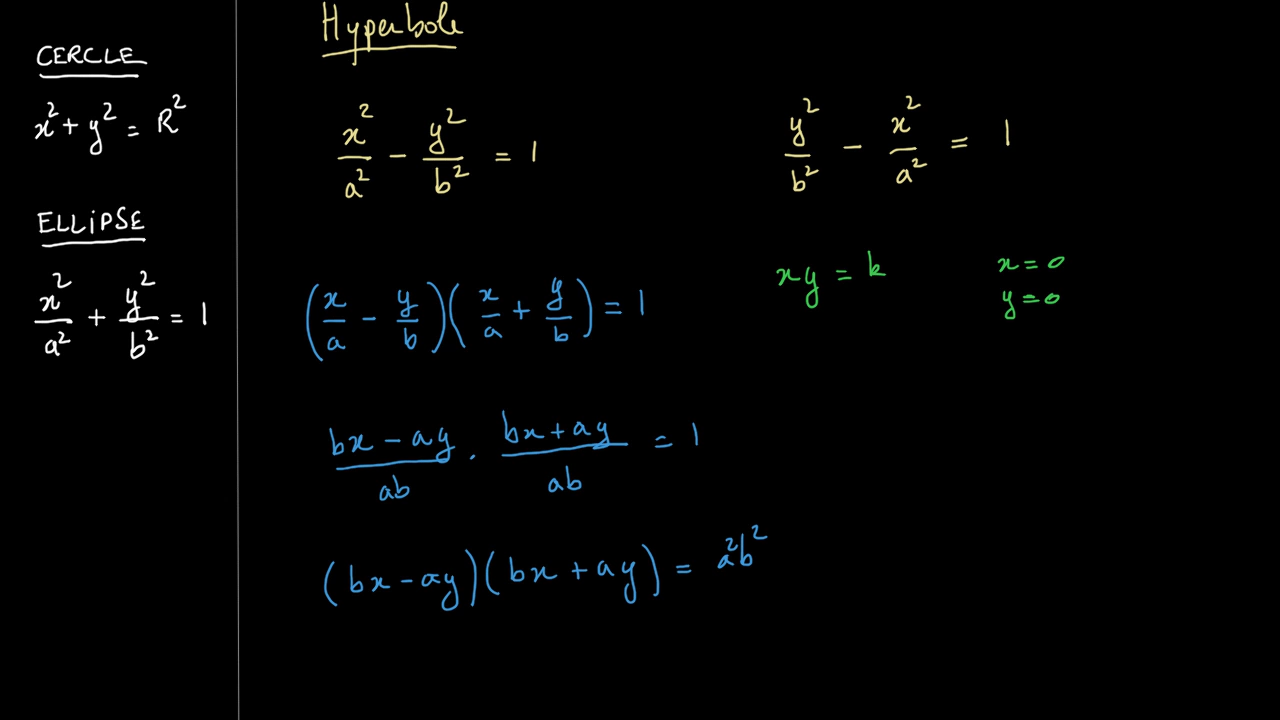 CERCLE
x² + y² = R²
ELLiPSE
x²/a² + y²/b² = 1
Hyperbole
x²/a² - y²/b² = 1
y²/b² - x²/a² = 1
xy = k
x = 0
y = 0
(x/a - y/b)(x/a + y/b) = 1
bx - ay/ab . bx + ay/ab = 1
(bx - ay)(bx + ay) = a²b²